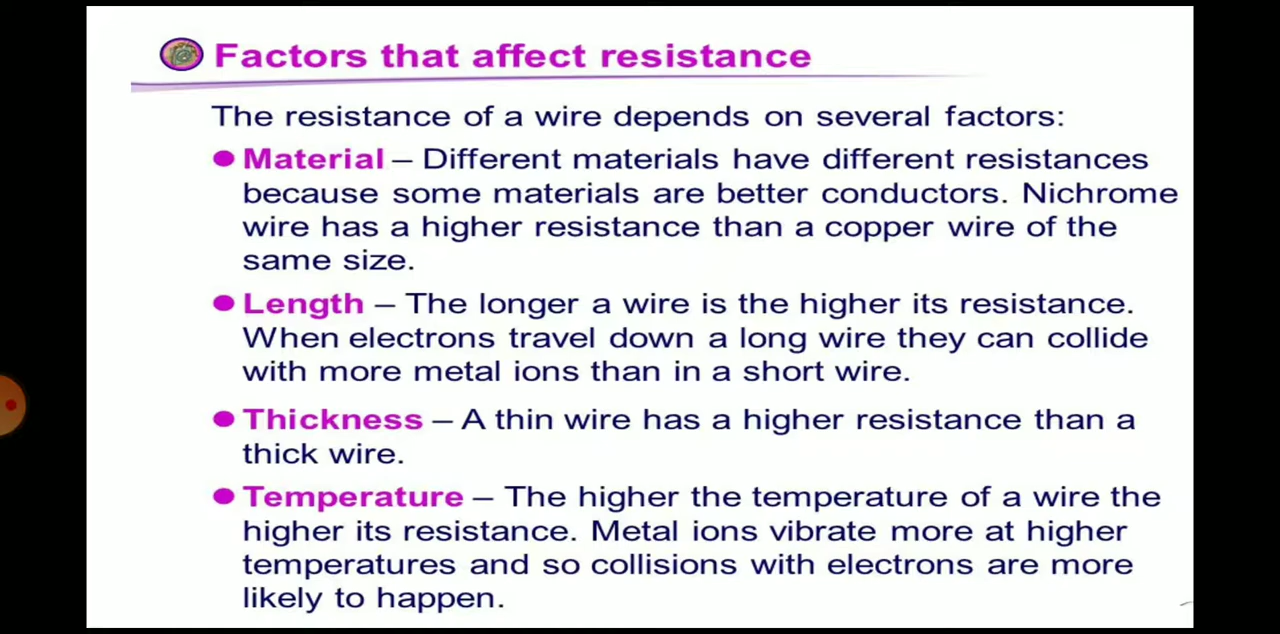 Factors that affect resistance
The resistance of a wire depends on several factors:
● Material – Different materials have different resistances
because some materials are better conductors. Nichrome
wire has a higher resistance than a copper wire of the
same size.
● Length – The longer a wire is the higher its resistance.
When electrons travel down a long wire they can collide
with more metal ions than in a short wire.
● Thickness – A thin wire has a higher resistance than a
thick wire.
● Temperature – The higher the temperature of a wire the
higher its resistance. Metal ions vibrate more at higher
temperatures and so collisions with electrons are more
likely to happen.